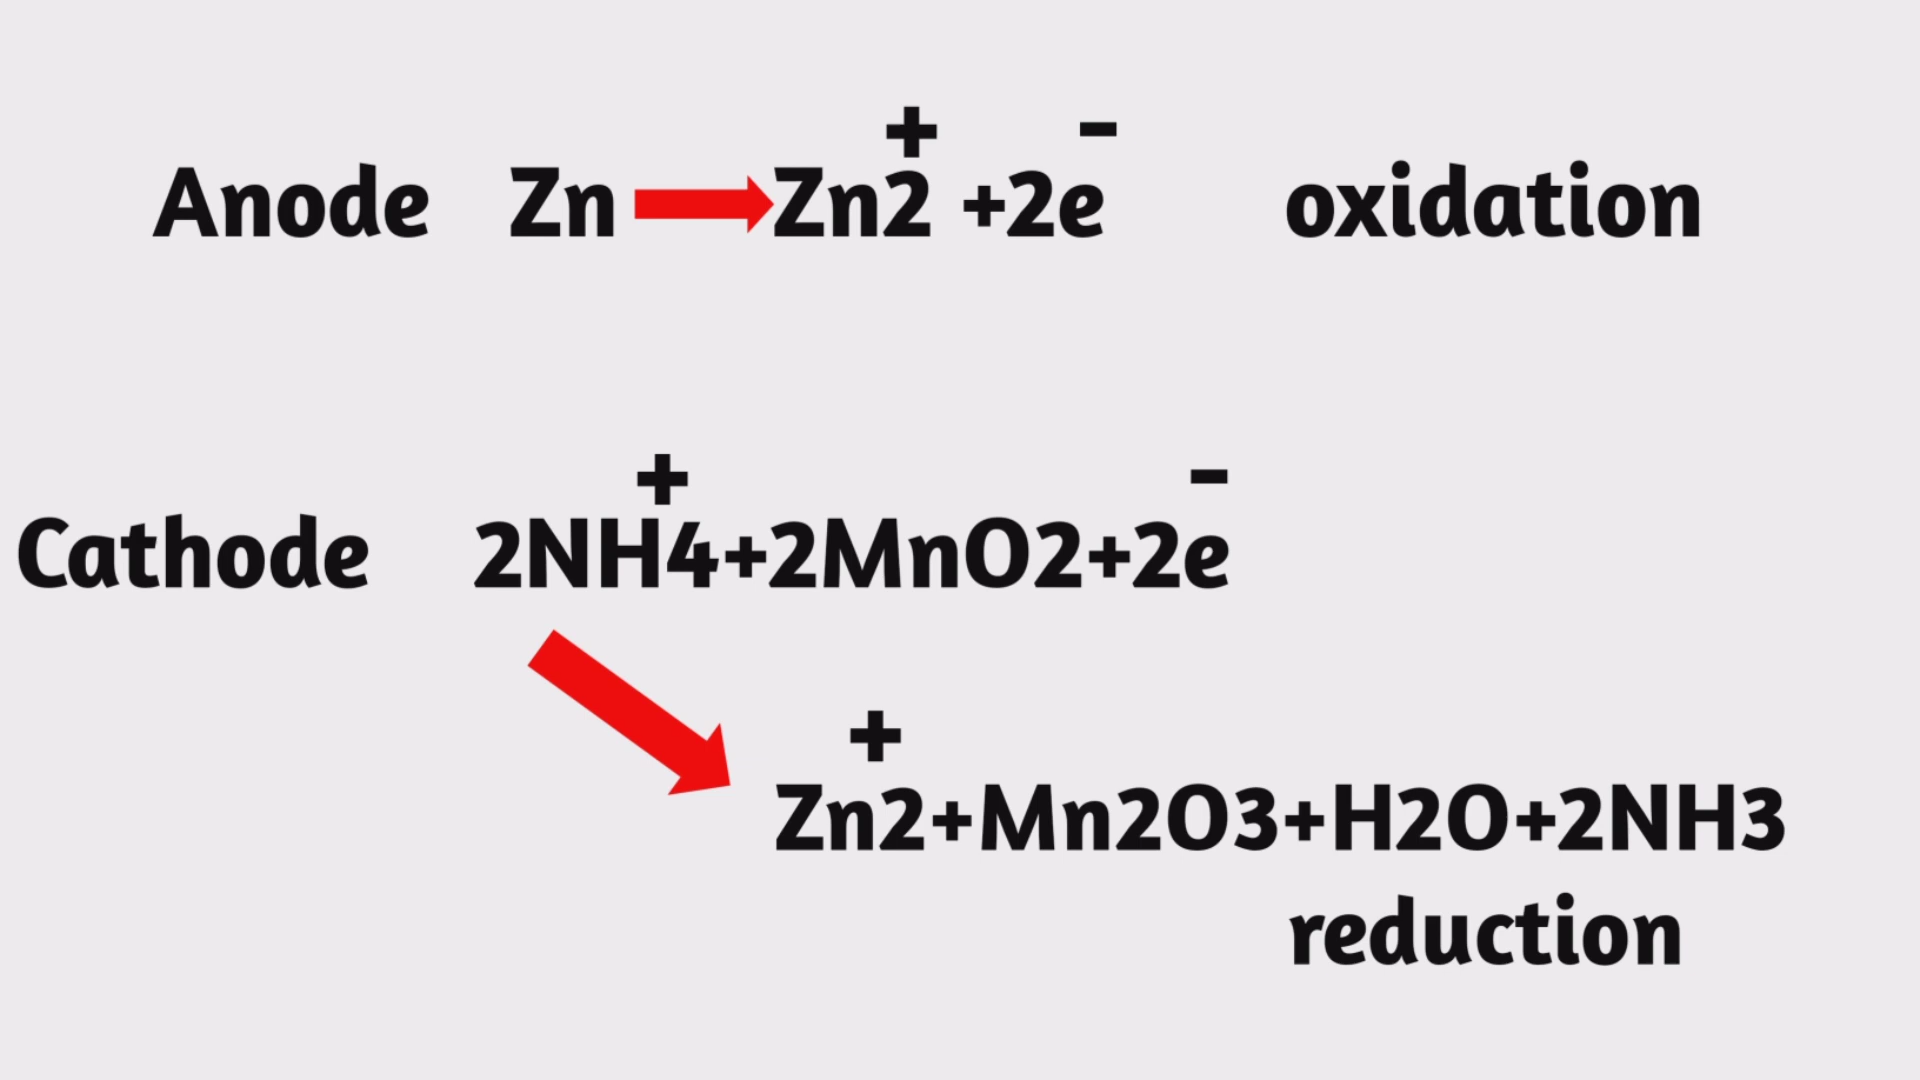 Anode Zn Zn2⁺ +2e⁻ oxidation
Cathode 2NH4⁺+2MnO2+2e⁻
Zn2⁺+Mn2O3+H2O+2NH3
reduction